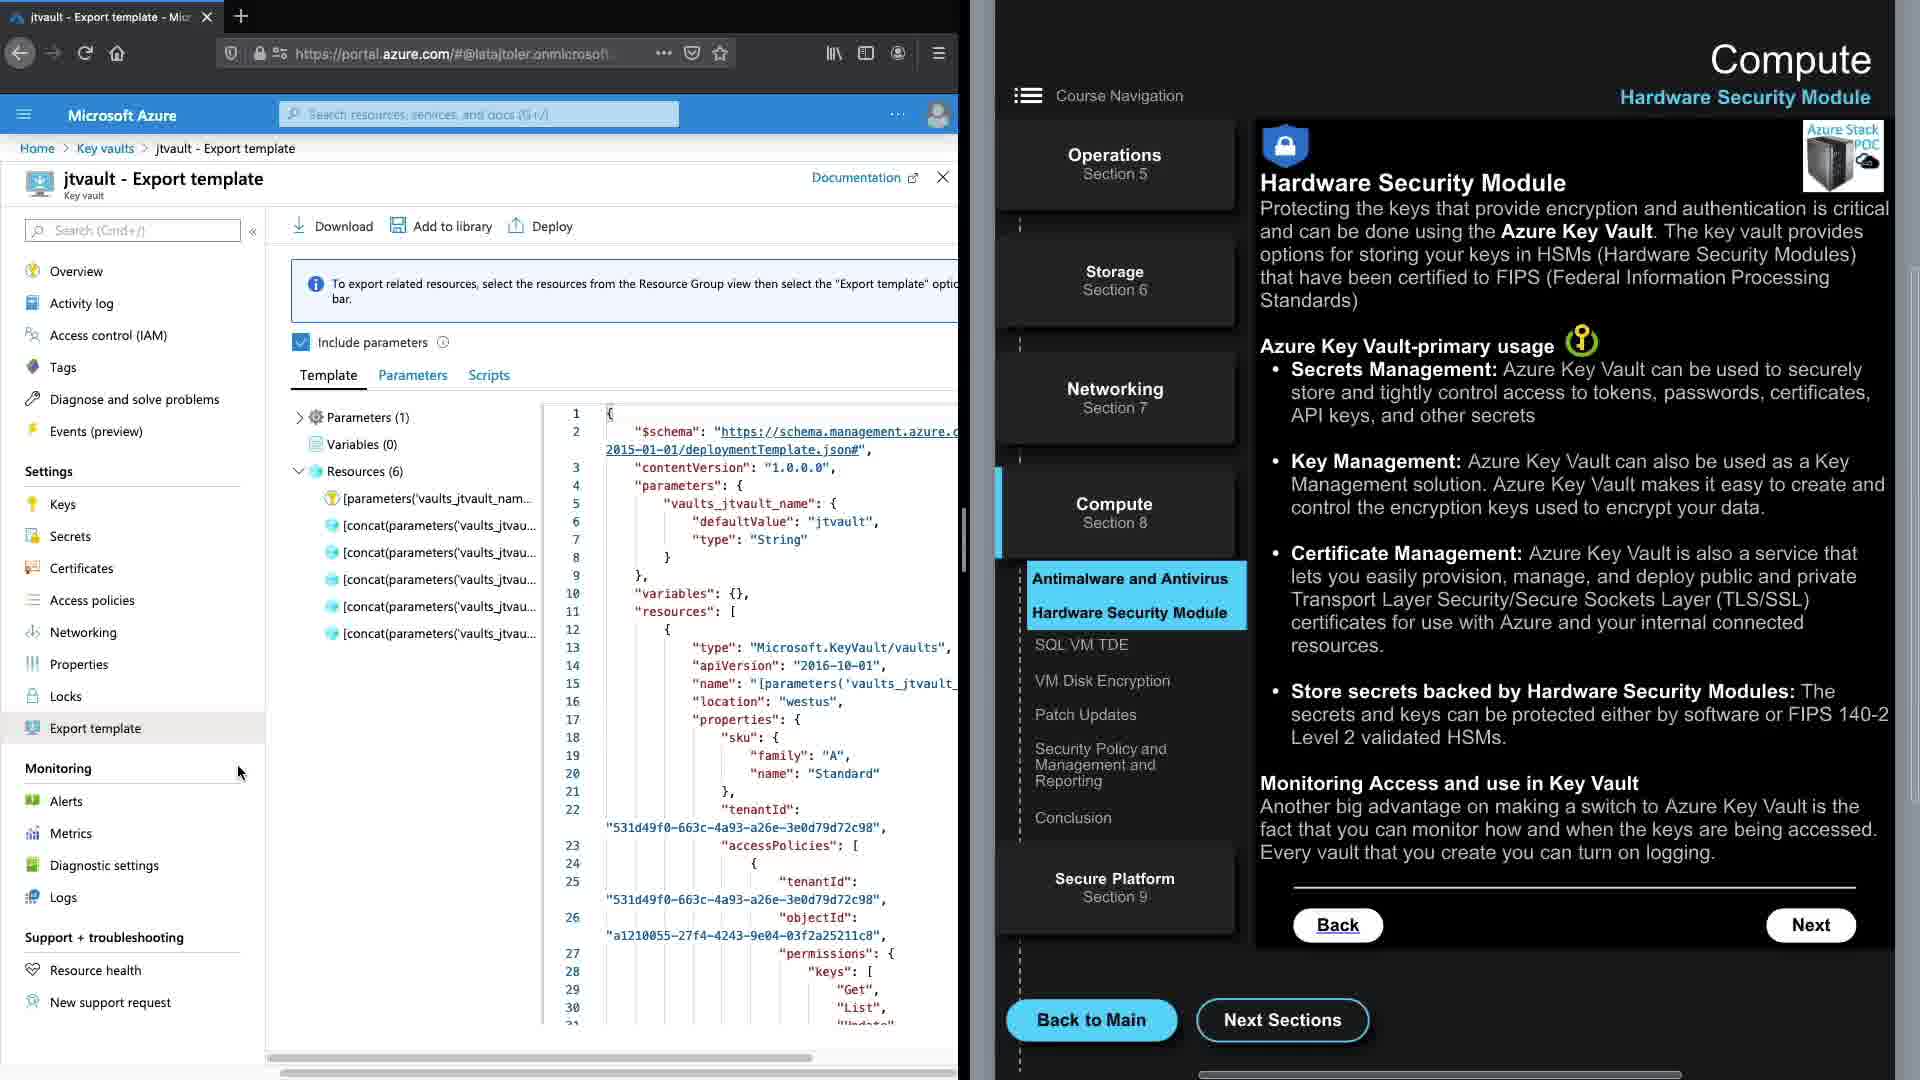 jtvault - Export template - Micr
https://portal.azure.com/#@latajtoler.onmicrosoft
Microsoft Azure
Search resources, services, and docs (G+/)
Home > Key vaults > jtvault - Export template
jtvault - Export template
Key vault
Documentation
Search (Cmd+/)
Overview
Activity log
Access control (IAM)
Tags
Diagnose and solve problems
Events (preview)
Settings
Keys
Secrets
Certificates
Access policies
Networking
Properties
Locks
Export template
Monitoring
Alerts
Metrics
Diagnostic settings
Logs
Support + troubleshooting
Resource health
New support request
Download
Add to library
Deploy
To export related resources, select the resources from the Resource Group view then select the "Export template" optio
bar.
Include parameters
Template Parameters Scripts
Parameters (1)
Variables (0)
Resources (6)
[parameters('vaults_jtvault_nam...
[concat(parameters('vaults_jtvau...
[concat(parameters('vaults_jtvau...
[concat(parameters('vaults_jtvau...
[concat(parameters('vaults_jtvau...
[concat(parameters('vaults_jtvau...
1 {
2 "$schema": "https://schema.management.azure.c
2015-01-01/deploymentTemplate.json#",
3 "contentVersion": "1.0.0.0",
4 "parameters": {
5 "vaults_jtvault_name": {
6 "defaultValue": "jtvault",
7 "type": "String"
8 }
9 },
10 "variables": {},
11 "resources": [
12 {
13 "type": "Microsoft.KeyVault/vaults",
14 "apiVersion": "2016-10-01",
15 "name": "[parameters('vaults_jtvault_
16 "location": "westus",
17 "properties": {
18 "sku": {
19 "family": "A",
20 "name": "Standard"
21 },
22 "tenantId":
"531d49f0-663c-4a93-a26e-3e0d79d72c98",
23 "accessPolicies": [
24 {
25 "tenantId":
"531d49f0-663c-4a93-a26e-3e0d79d72c98",
26 "objectId":
"a1210055-27f4-4243-9e04-03f2a25211c8",
27 "permissions": {
28 "keys": [
29 "Get",
30 "List",
31 "Update"
Compute
Hardware Security Module
Course Navigation
Operations
Section 5
Storage
Section 6
Networking
Section 7
Compute
Section 8
Antimalware and Antivirus
Hardware Security Module
SQL VM TDE
VM Disk Encryption
Patch Updates
Security Policy and
Management and
Reporting
Conclusion
Secure Platform
Section 9
Back to Main
Next Sections
Azure Stack
POC
Hardware Security Module
Protecting the keys that provide encryption and authentication is critical
and can be done using the Azure Key Vault. The key vault provides
options for storing your keys in HSMs (Hardware Security Modules)
that have been certified to FIPS (Federal Information Processing
Standards)
Azure Key Vault-primary usage
• Secrets Management: Azure Key Vault can be used to securely
store and tightly control access to tokens, passwords, certificates,
API keys, and other secrets
• Key Management: Azure Key Vault can also be used as a Key
Management solution. Azure Key Vault makes it easy to create and
control the encryption keys used to encrypt your data.
• Certificate Management: Azure Key Vault is also a service that
lets you easily provision, manage, and deploy public and private
Transport Layer Security/Secure Sockets Layer (TLS/SSL)
certificates for use with Azure and your internal connected
resources.
• Store secrets backed by Hardware Security Modules: The
secrets and keys can be protected either by software or FIPS 140-2
Level 2 validated HSMs.
Monitoring Access and use in Key Vault
Another big advantage on making a switch to Azure Key Vault is the
fact that you can monitor how and when the keys are being accessed.
Every vault that you create you can turn on logging.
Back
Next